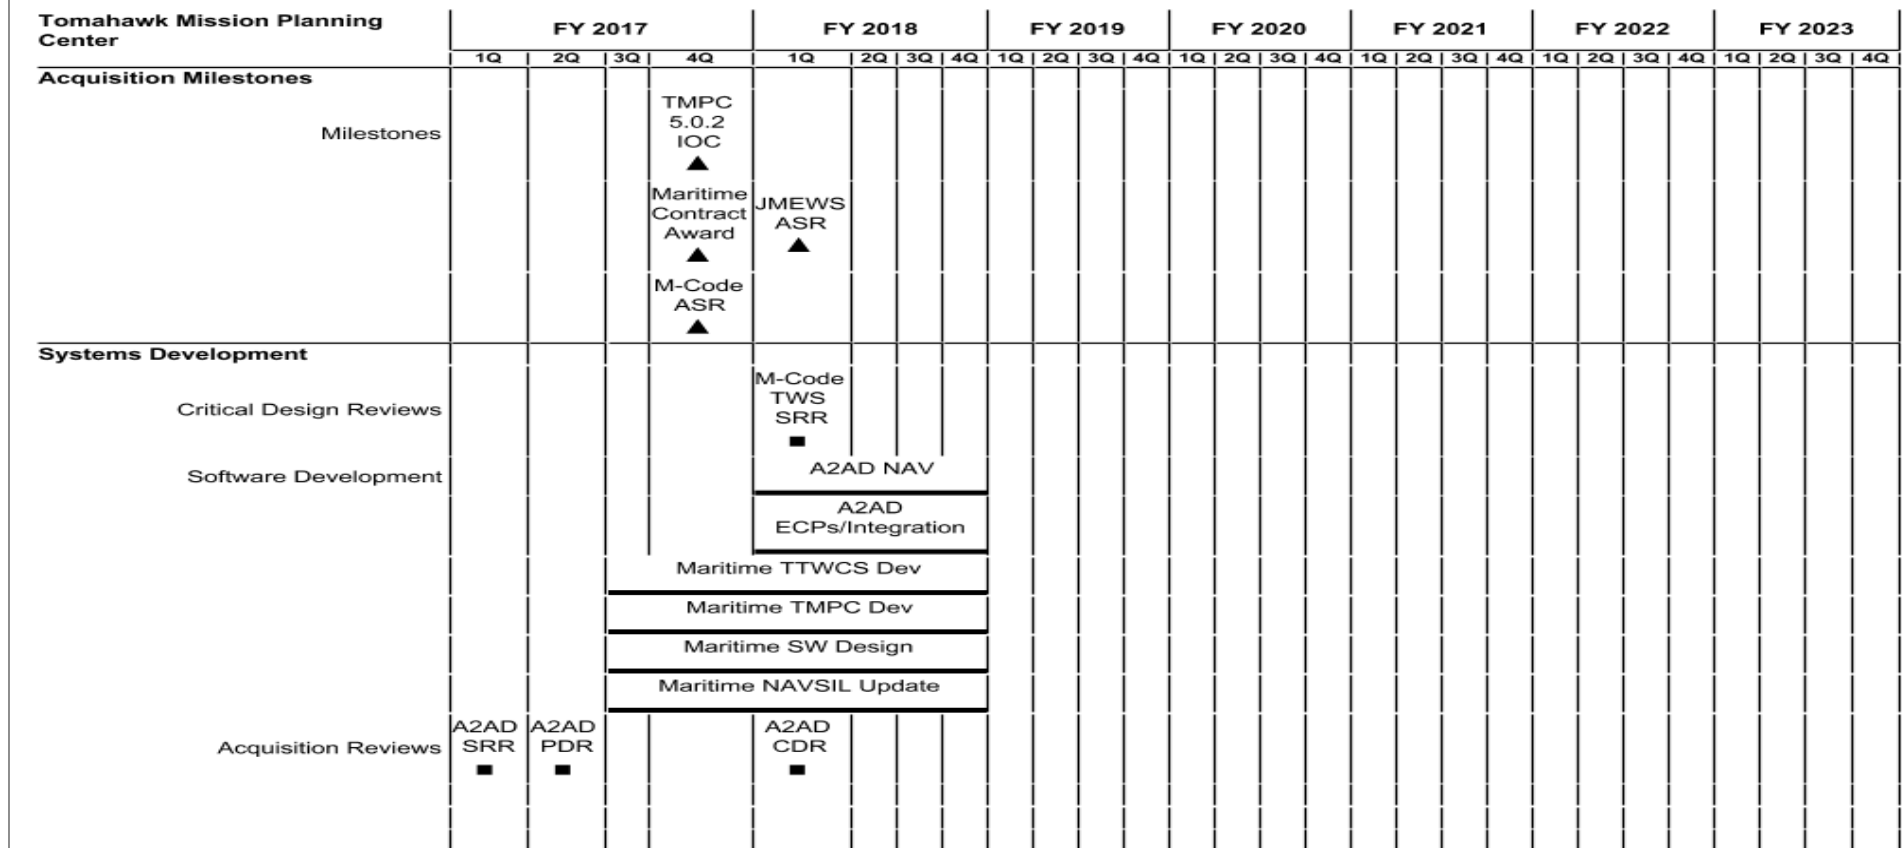 Tomahawk Mission Planning
Center
FY 2017 FY 2018 FY 2019 FY 2020 FY 2021 FY 2022 FY 2023
1Q 2Q 3Q 4Q 1Q 2Q 3Q 4Q 1Q 2Q 3Q 4Q 1Q 2Q 3Q 4Q 1Q 2Q 3Q 4Q 1Q 2Q 3Q 4Q 1Q 2Q 3Q 4Q
Acquisition Milestones
Milestones
TMPC
5.0.2
IOC
Maritime
Contract
Award
JMEWS
ASR
M-Code
ASR
Systems Development
Critical Design Reviews
M-Code
TWS
SRR
Software Development
A2AD NAV
A2AD
ECPs/Integration
Maritime TTWCS Dev
Maritime TMPC Dev
Maritime SW Design
Maritime NAVSIL Update
Acquisition Reviews
A2AD
SRR
A2AD
PDR
A2AD
CDR